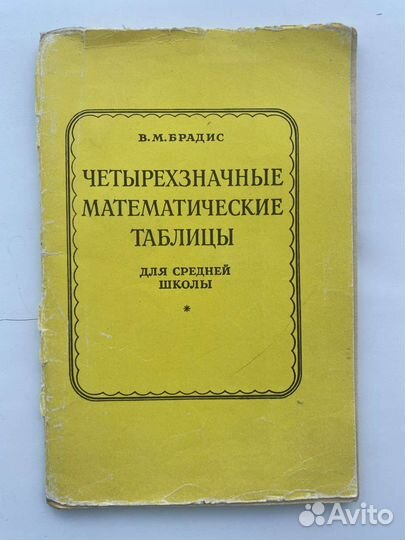 В. М. БРАДИС
ЧЕТЫРЕХЗНАЧНЫЕ
МАТЕМАТИЧЕСКИЕ
ТАБЛИЦЫ
ДЛЯ СРЕДНЕЙ
ШКОЛЫ
*
Avito